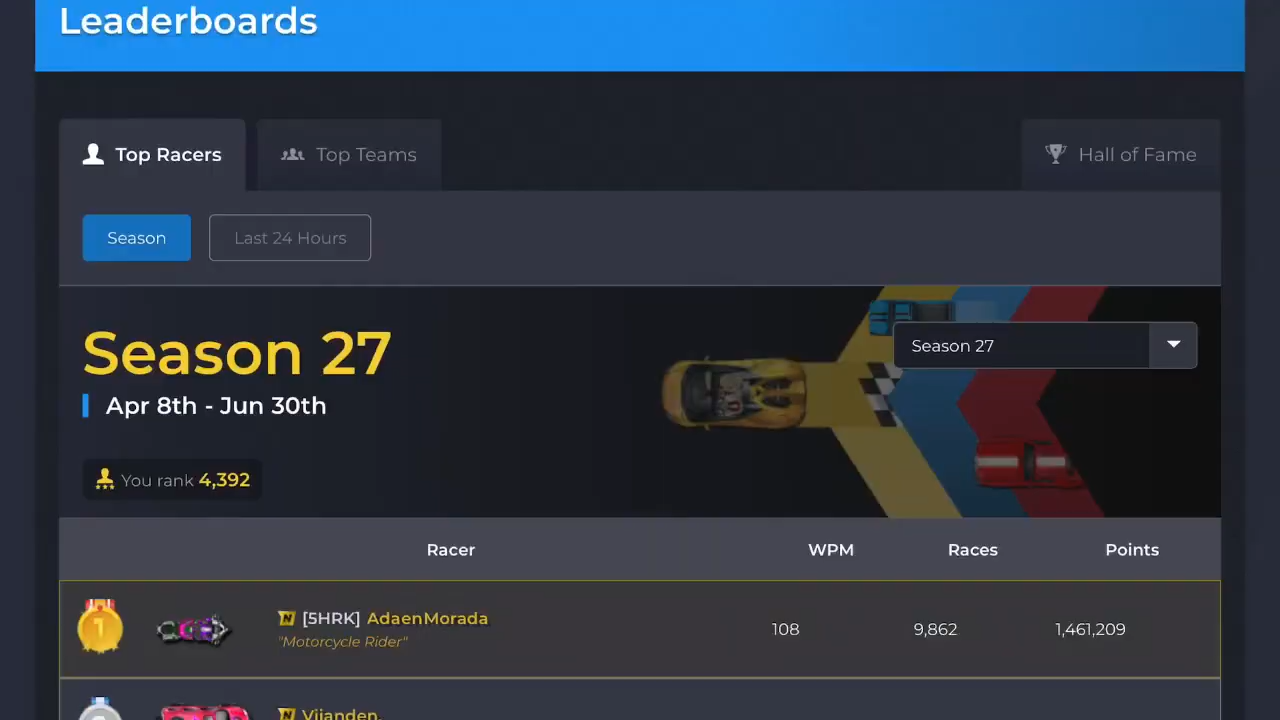 Leaderboards
Top Racers
Top Teams
Hall of Fame
Season
Last 24 Hours
Season 27
Season 27
Apr 8th - Jun 30th
You rank 4,392
Racer WPM Races Points
1 N [5HRK] AdaenMorada 108 9,862 1,461,209
"Motorcycle Rider"
N Vijanden.